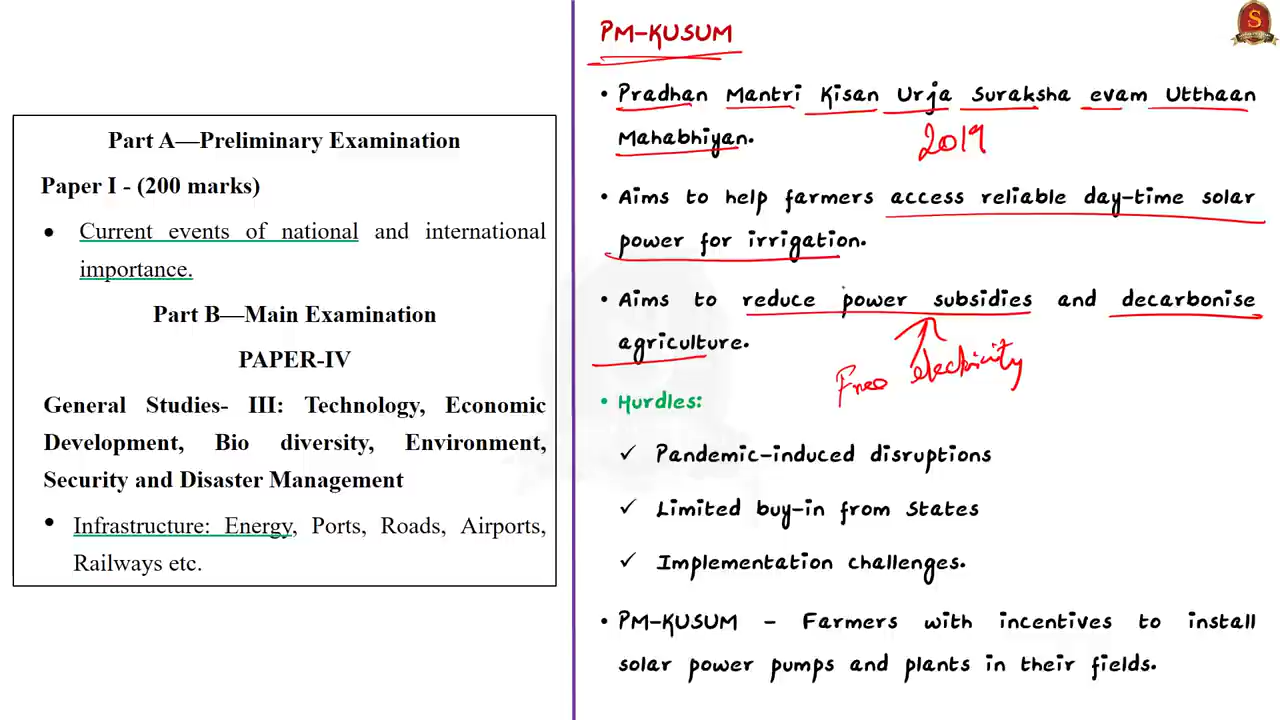 Part A—Preliminary Examination
Paper I - (200 marks)
● Current events of national and international
importance.
Part B—Main Examination
PAPER-IV
General Studies- III: Technology, Economic
Development, Bio diversity, Environment,
Security and Disaster Management
● Infrastructure: Energy, Ports, Roads, Airports,
Railways etc.
PM-KUSUM
• Pradhan Mantri Kisan Urja Suraksha evam Utthaan
Mahabhiyan.
2019
• Aims to help farmers access reliable day-time solar
power for irrigation.
• Aims to reduce power subsidies and decarbonise
agriculture.
Free electricity
• Hurdles:
✓ Pandemic-induced disruptions
✓ Limited buy-in from States
✓ Implementation challenges.
• PM-KUSUM - Farmers with incentives to install
solar power pumps and plants in their fields.
S